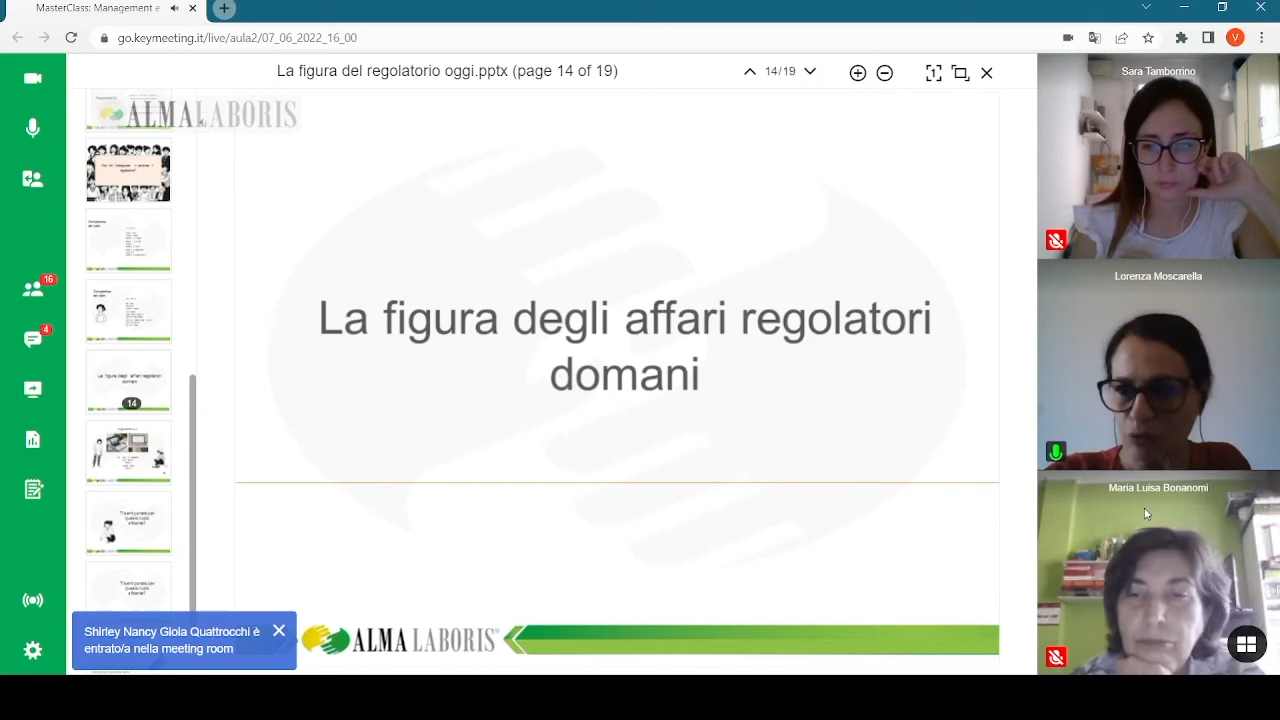 MasterClass: Management e
go.keymeeting.it/live/aula2/07_06_2022_16_00
V
La figura del regolatorio oggi.pptx (page 14 of 19)
14/19
1
ALMALABORIS
La figura degli affari regolatori
domani
14
16
4
Sara Tamborrino
Lorenza Moscarella
Maria Luisa Bonanomi
Shirley Nancy Gioia Quattrocchi è
entrato/a nella meeting room
ALMA LABORIS®